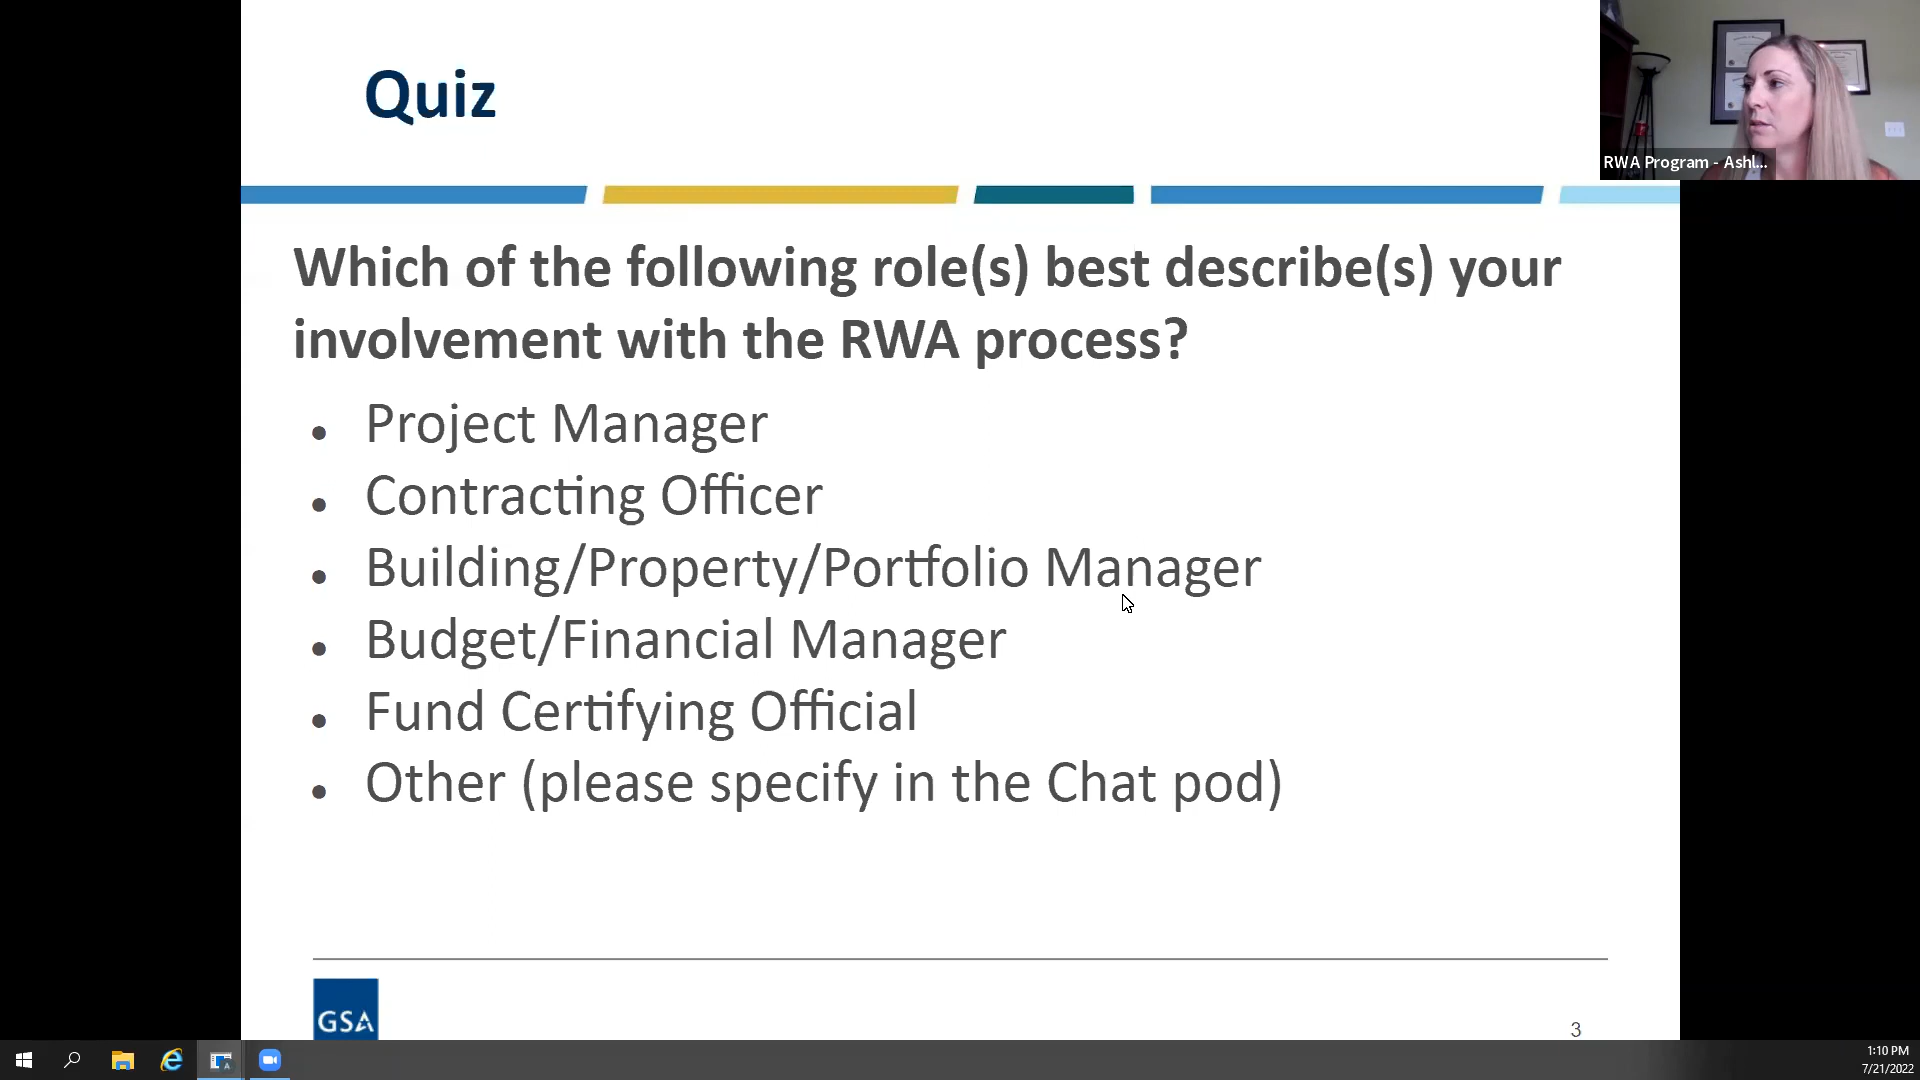 Quiz
RWA Program - Ashl...
Which of the following role(s) best describe(s) your
involvement with the RWA process?
• Project Manager
• Contracting Officer
• Building/Property/Portfolio Manager
• Budget/Financial Manager
• Fund Certifying Official
• Other (please specify in the Chat pod)
GSA
3
1:10 PM
7/21/2022